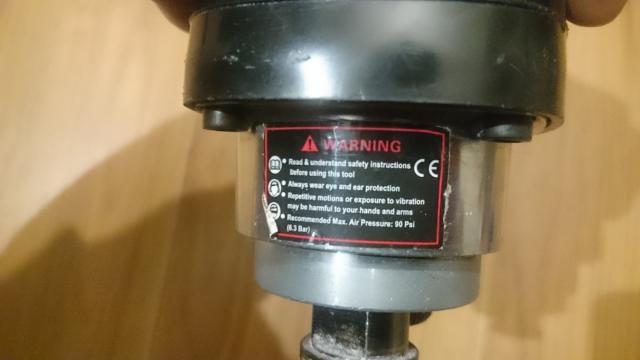 WARNING
• Read & understand safety instructions
before using this tool
• Always wear eye and ear protection
• Repetitive motions or exposure to vibration
may be harmful to your hands and arms
• Recommended Max. Air Pressure: 90 Psi
(6.3 Bar)
CE